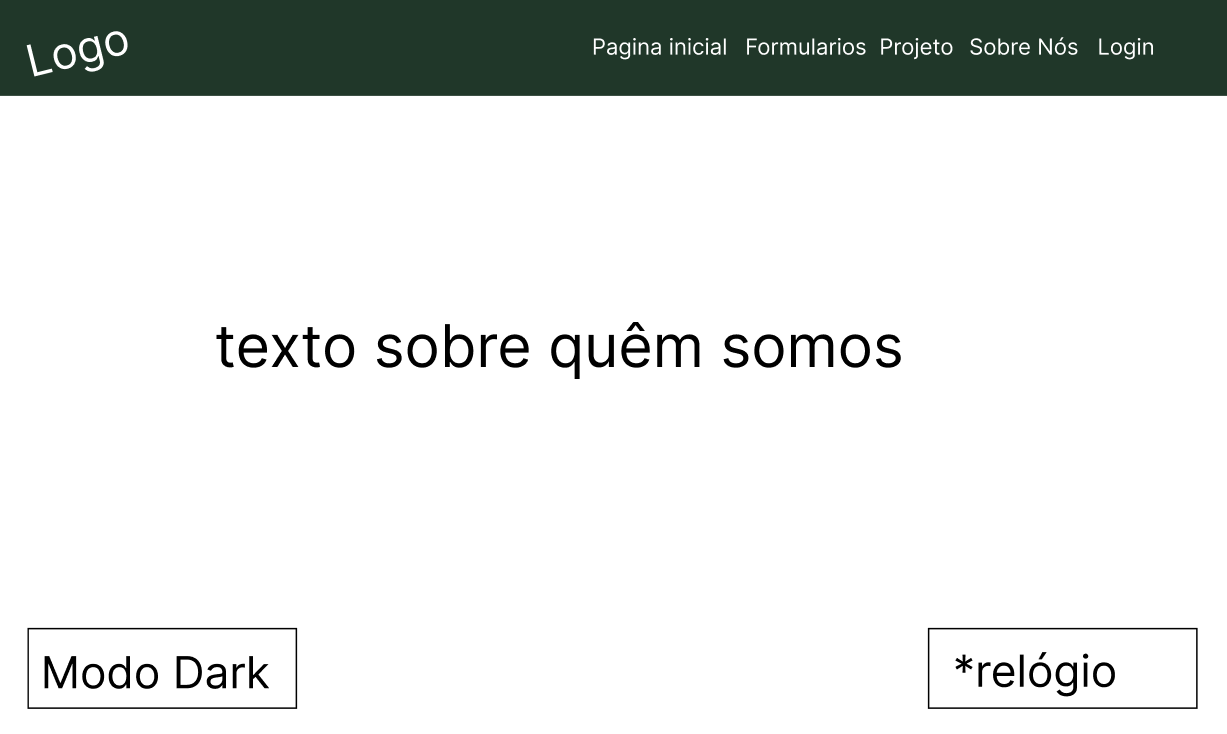 Logo
Pagina inicial Formularios Projeto Sobre Nós Login
texto sobre quêm somos
Modo Dark
*relógio